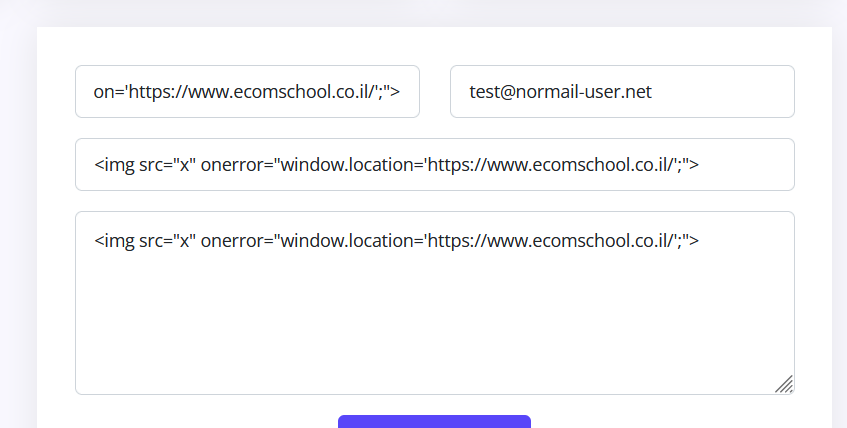 on='https://www.ecomschool.co.il/';">
test@normail-user.net
<img src="x" onerror="window.location='https://www.ecomschool.co.il/';">
<img src="x" onerror="window.location='https://www.ecomschool.co.il/';">